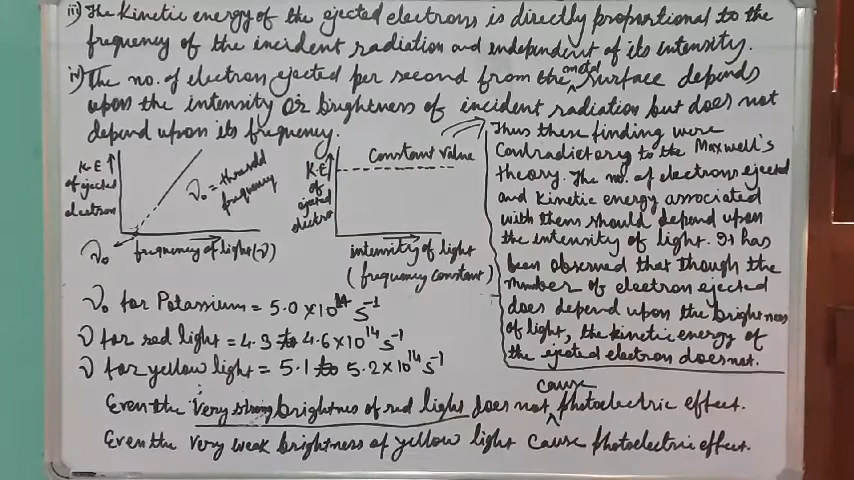 iii) The kinetic energy of the ejected electrons is directly proportional to the
frequency of the incident radiation and independent of its intensity.
iv) The no. of electron ejected per second from the metal surface depends
upon the intensity or brightness of incident radiation but does not
depend upon its frequency.
K.E ↑
of ejected
electron
ν₀ = threshold
frequency
ν₀
frequency of light (ν)
K.E ↑
of
ejected
electron
Constant value
intensity of light
(frequency constant)
Thus these finding were
contradictory to the Maxwell's
theory. The no. of electrons ejected
and kinetic energy associated
with them should depend upon
the intensity of light. It has
been observed that though the
number of electron ejected
does depend upon the brightness
of light, the kinetic energy of
the ejected electron does not.
ν₀ for Potassium = 5.0 × 10¹⁴ s⁻¹
ν for red light = 4.3 to 4.6 × 10¹⁴ s⁻¹
ν for yellow light = 5.1 to 5.2 × 10¹⁴ s⁻¹
Even the very strong brightnes of red light does not cause photoelectric effect.
Even the very weak brightness of yellow light cause photoelectric effect.